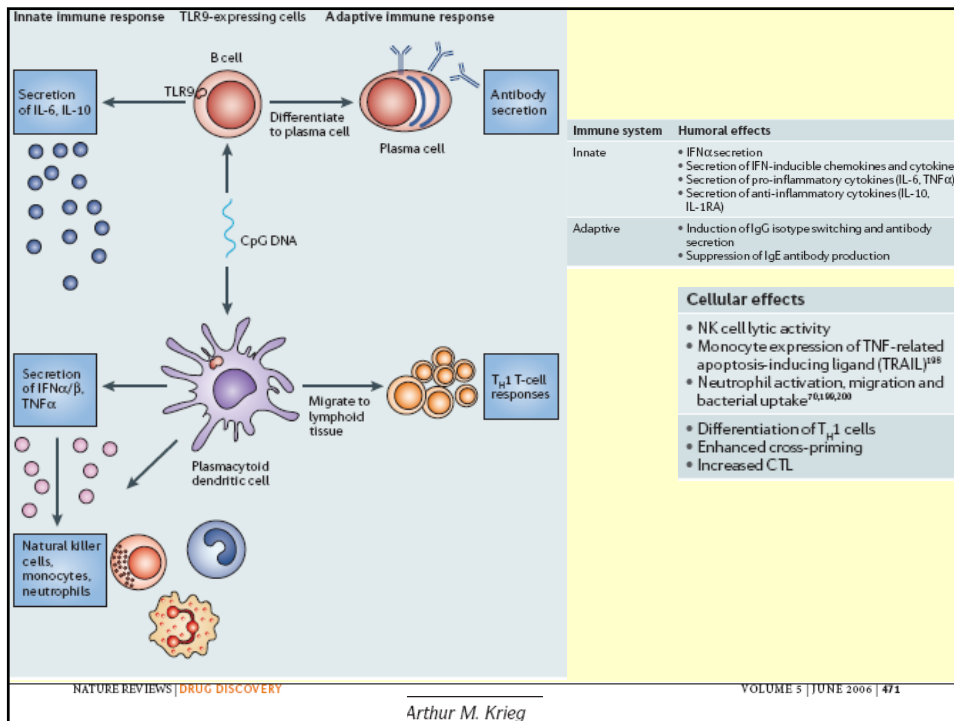 Innate immune response
TLR9-expressing cells
Adaptive immune response
B cell
TLR9
Secretion
of IL-6, IL-10
Differentiate
to plasma cell
Plasma cell
Antibody
secretion
CpG DNA
Secretion
of IFNα/β,
TNFα
Plasmacytoid
dendritic cell
Migrate to
lymphoid
tissue
T_H1 T-cell
responses
Natural killer
cells,
monocytes,
neutrophils
Immune system Humoral effects
Innate
• IFNα secretion
• Secretion of IFN-inducible chemokines and cytokine
• Secretion of pro-inflammatory cytokines (IL-6, TNFα)
• Secretion of anti-inflammatory cytokines (IL-10,
IL-1RA)
Adaptive
• Induction of IgG isotype switching and antibody
secretion
• Suppression of IgE antibody production
Cellular effects
• NK cell lytic activity
• Monocyte expression of TNF-related
apoptosis-inducing ligand (TRAIL)198
• Neutrophil activation, migration and
bacterial uptake70,199,200
• Differentiation of T_H1 cells
• Enhanced cross-priming
• Increased CTL
NATURE REVIEWS | DRUG DISCOVERY
VOLUME 5 | JUNE 2006 | 471
Arthur M. Krieg